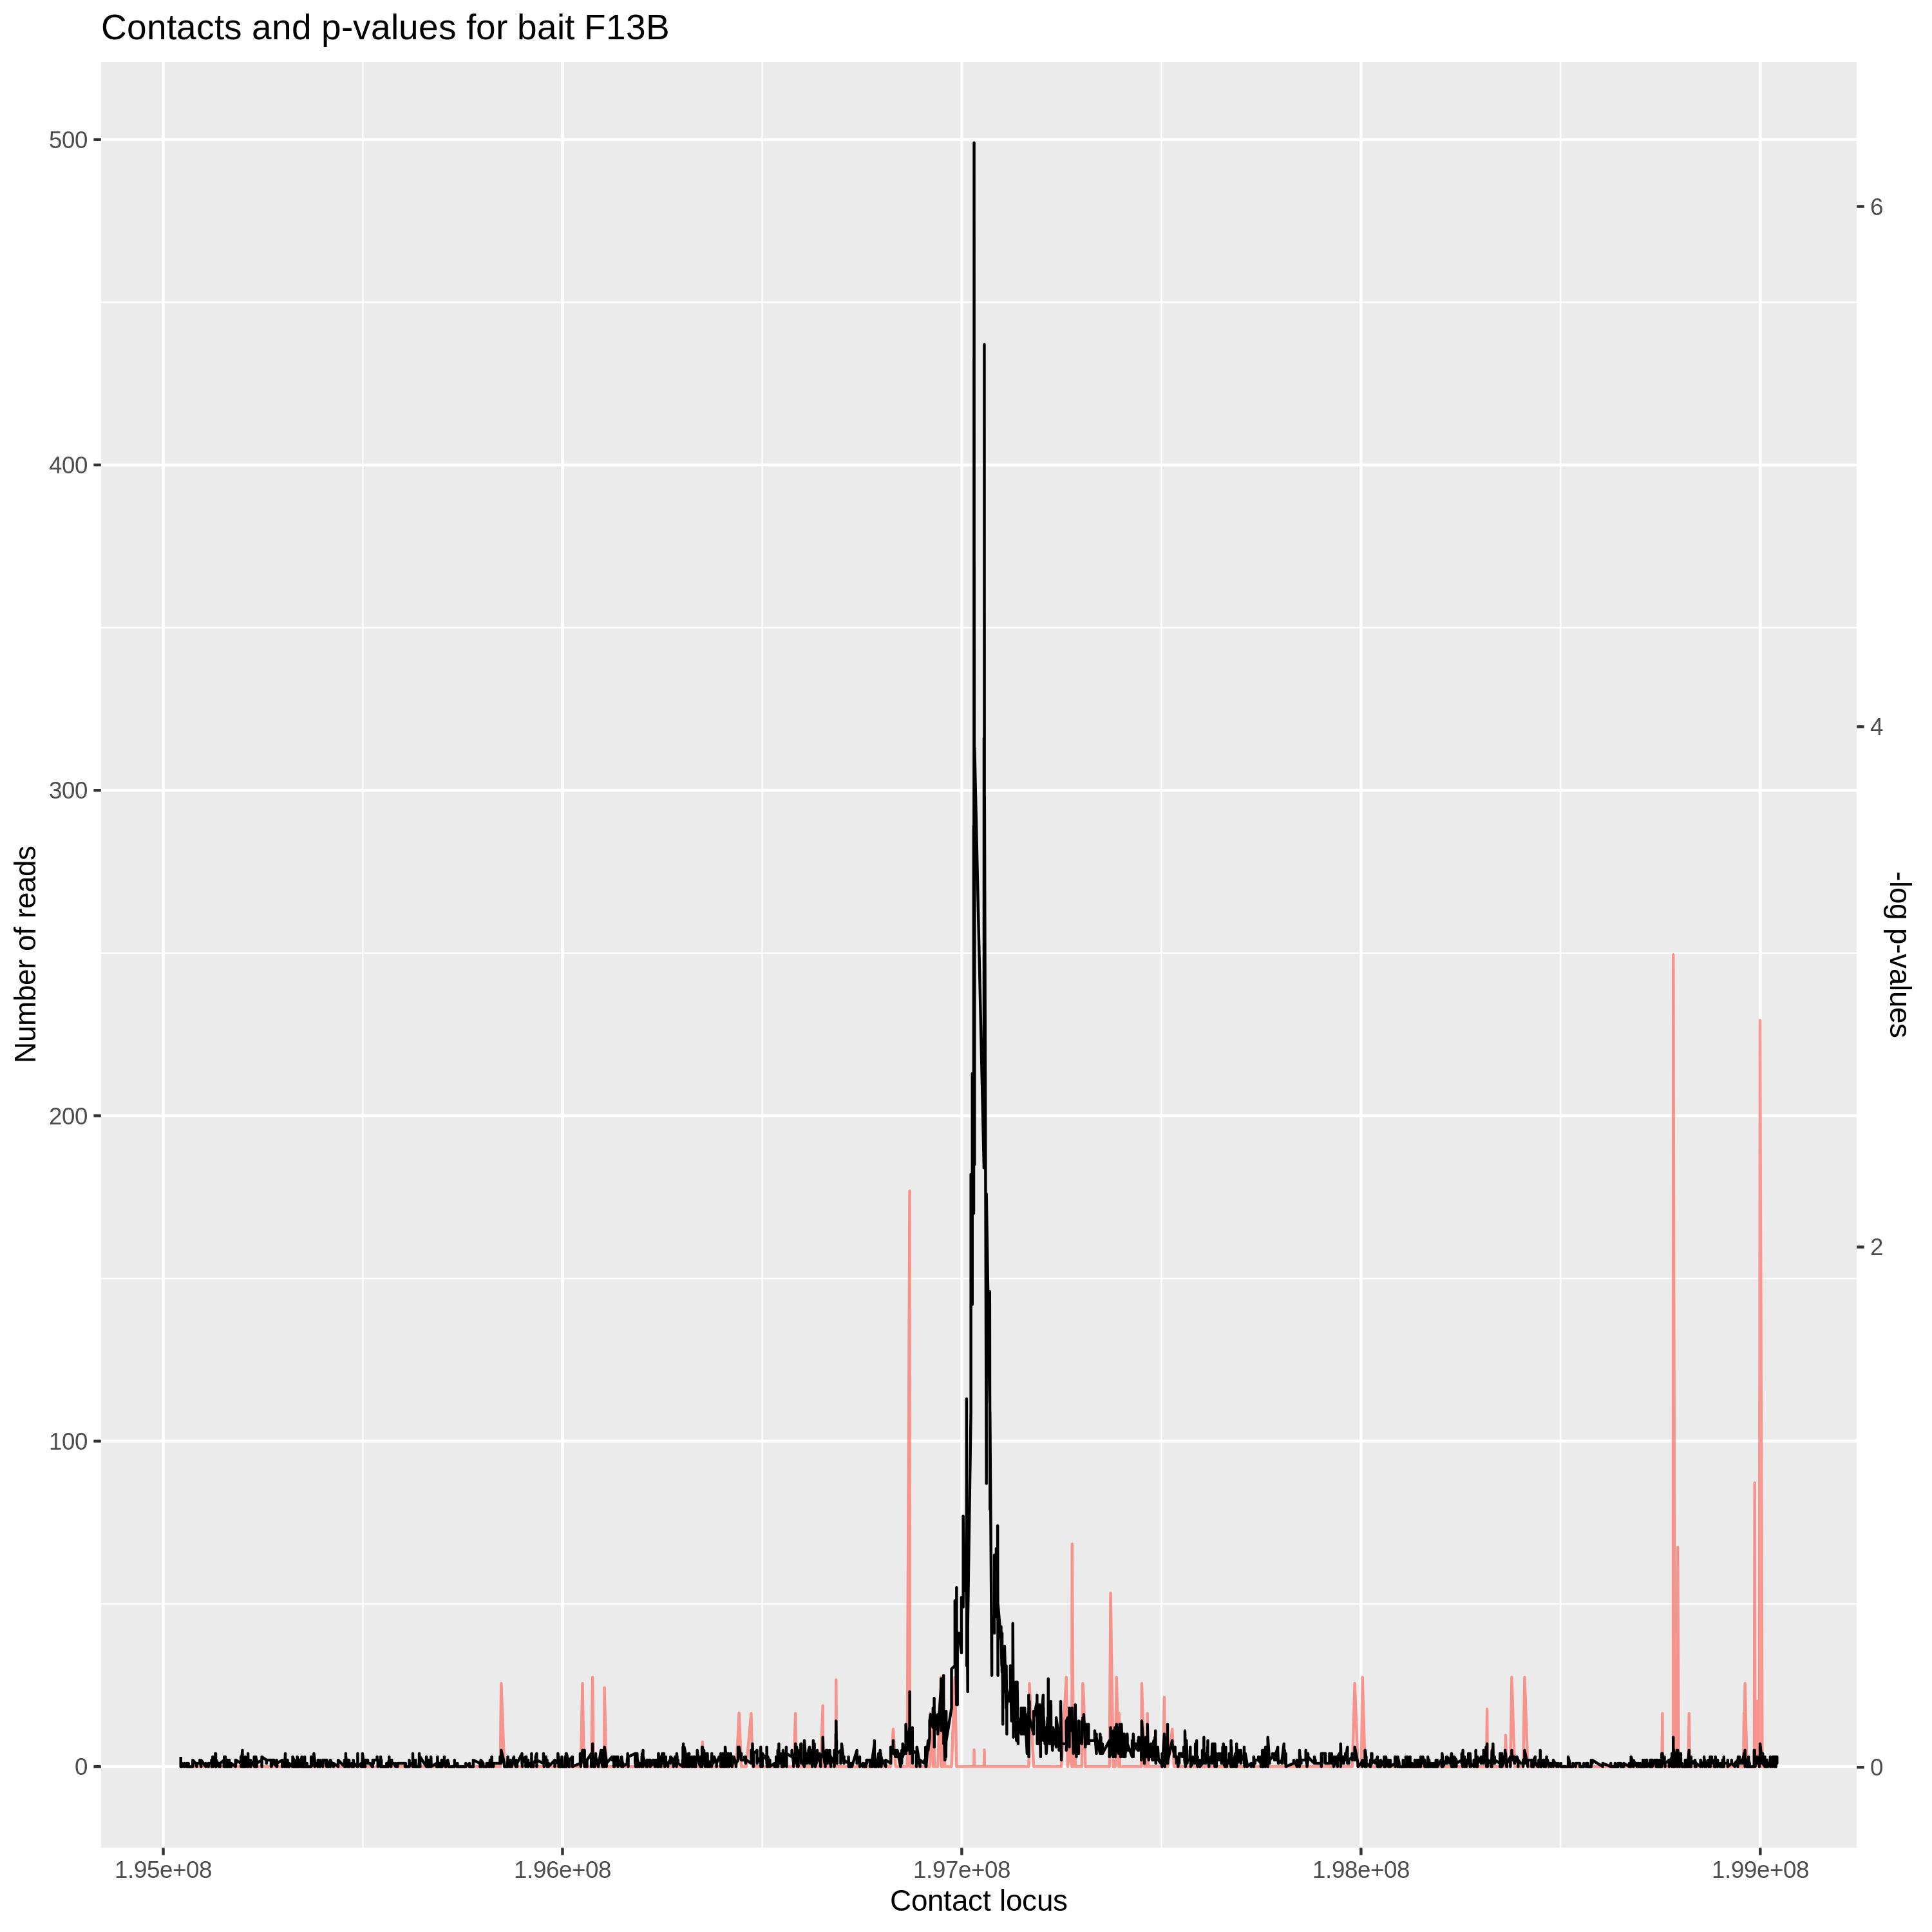 Contacts and p-values for bait F13B
500
400
300
200
100
0
Number of reads
6
4
2
0
-log p-values
1.95e+08
1.96e+08
1.97e+08
1.98e+08
1.99e+08
Contact locus